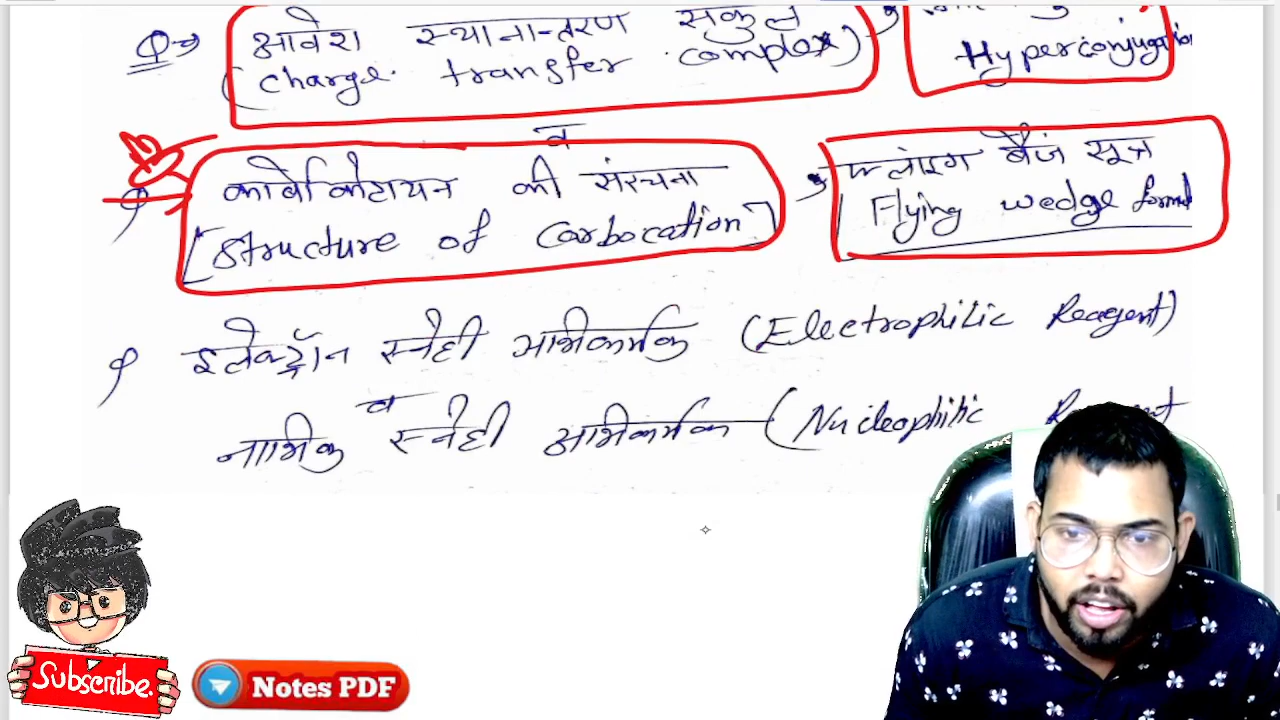 Q→ आवेश स्थानान्तरण संकुल
(charge transfer complex)
Hyperconjugation
व
कार्बोकेटायन की संरचना
[Structure of Carbocation]
फ्लाइंग वैज सूत्र
Flying wedge
इलेक्ट्रॉन स्नेही अभिकर्मक (Electrophilic Reagent)
व
नाभिक स्नेही अभिकर्मक (Nucleophilic
Subscribe.
Notes PDF